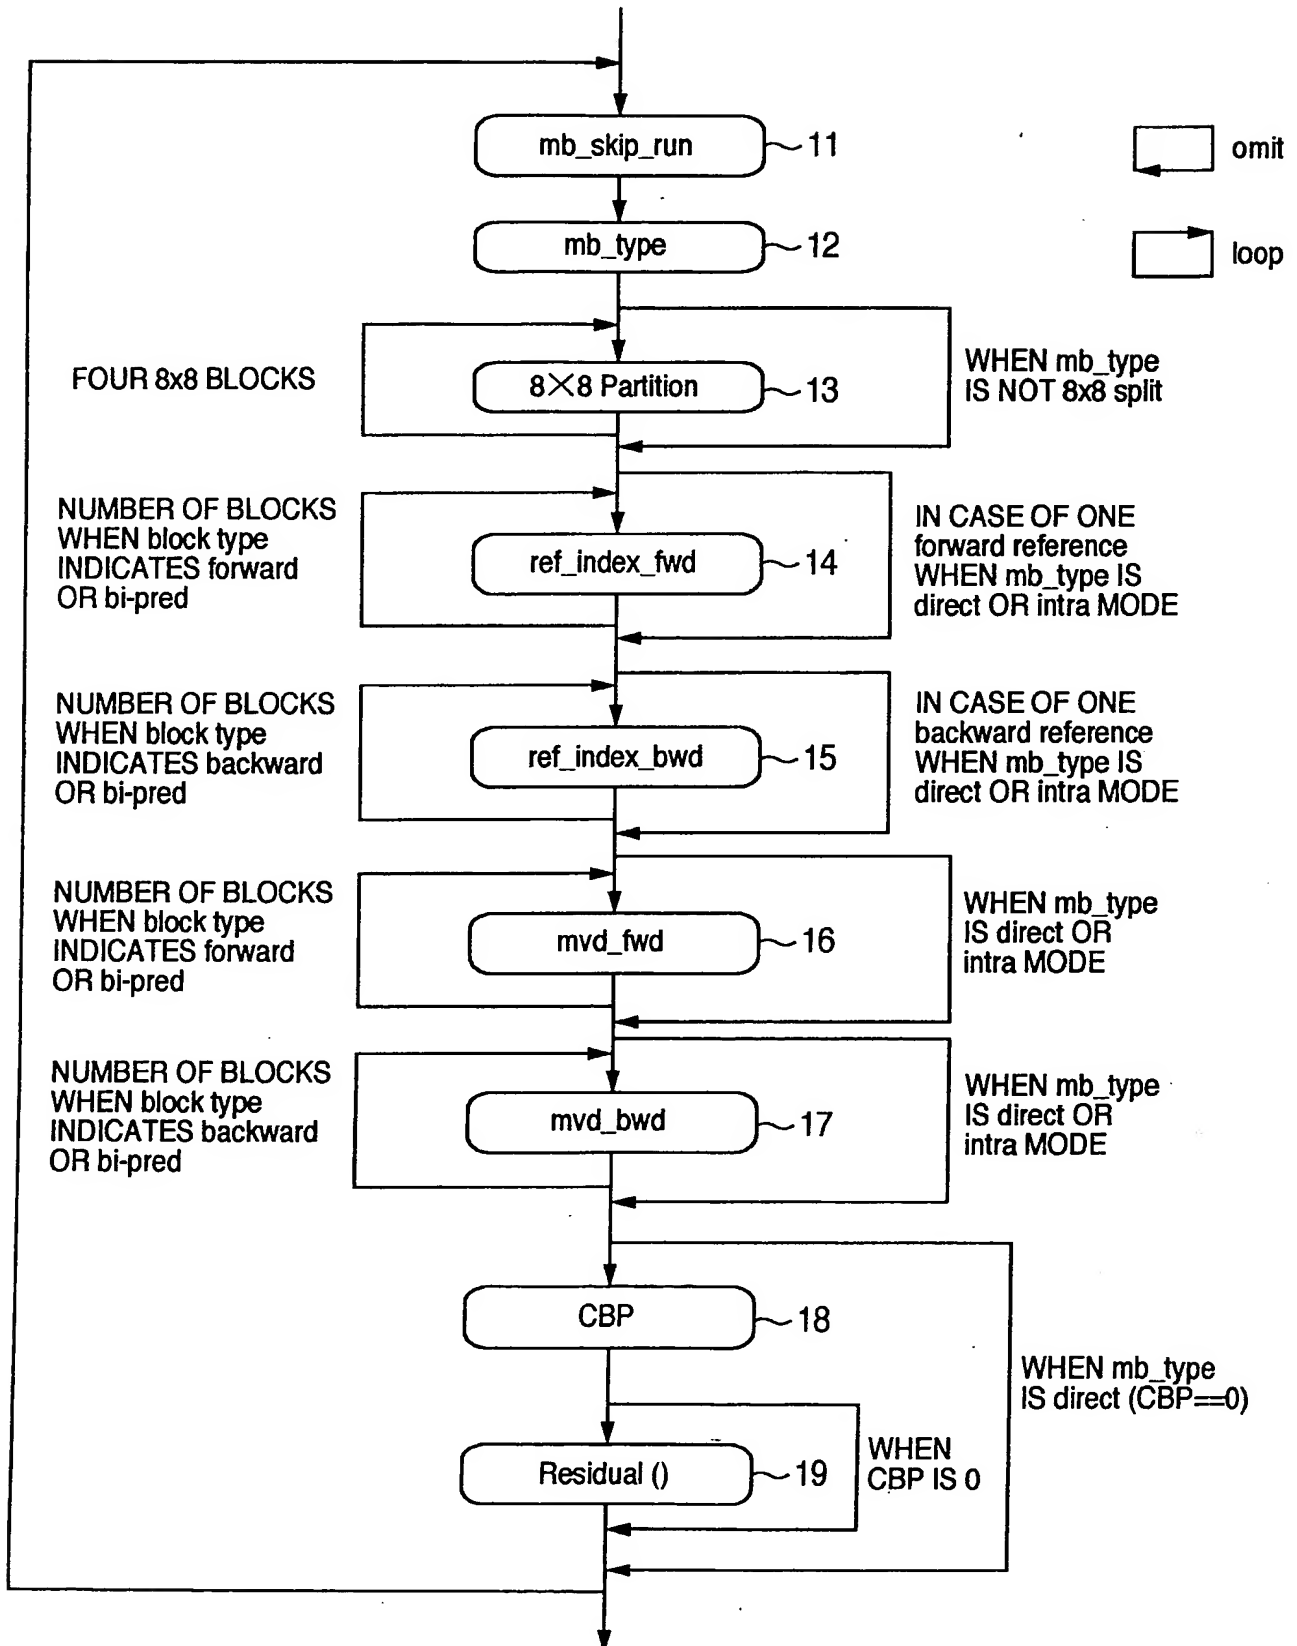 mb_skip_run
11
omit
mb_type
12
loop
FOUR 8x8 BLOCKS
8×8 Partition
13
WHEN mb_type
IS NOT 8x8 split
NUMBER OF BLOCKS
WHEN block type
INDICATES forward
OR bi-pred
ref_index_fwd
14
IN CASE OF ONE
forward reference
WHEN mb_type IS
direct OR intra MODE
NUMBER OF BLOCKS
WHEN block type
INDICATES backward
OR bi-pred
ref_index_bwd
15
IN CASE OF ONE
backward reference
WHEN mb_type IS
direct OR intra MODE
NUMBER OF BLOCKS
WHEN block type
INDICATES forward
OR bi-pred
mvd_fwd
16
WHEN mb_type
IS direct OR
intra MODE
NUMBER OF BLOCKS
WHEN block type
INDICATES backward
OR bi-pred
mvd_bwd
17
WHEN mb_type
IS direct OR
intra MODE
CBP
18
WHEN mb_type
IS direct (CBP==0)
Residual ()
19
WHEN
CBP IS 0